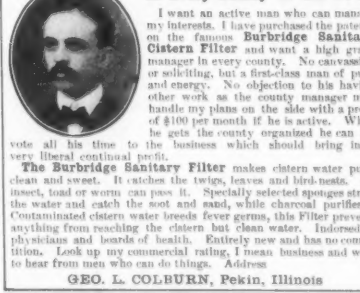 I want an active man who can mana
my interests. I have purchased the pate
on the famous Burbridge Sanita
Cistern Filter and want a high gra
manager in every county. No canvass
or soliciting, but a first-class man of pu
and energy. No objection to his havi
other work as the county manager m
handle my plans on the side with a pro
of $100 per month if he is active. Wh
he gets the county organized he can
vote all his time to the business which should bring in
very liberal continual profit.
The Burbridge Sanitary Filter makes cistern water pu
clean and sweet. It catches the twigs, leaves and bird-nests.
insect, toad or worm can pass it. Specially selected sponges str
the water and catch the soot and sand, while charcoal purifies
Contaminated cistern water breeds fever germs, this Filter preve
anything from reaching the cistern but clean water. Indorsed
physicians and boards of health. Entirely new and has no com
tition. Look up my commercial rating, I mean business and w
to hear from men who can do things. Address
GEO. L. COLBURN, Pekin, Illinois